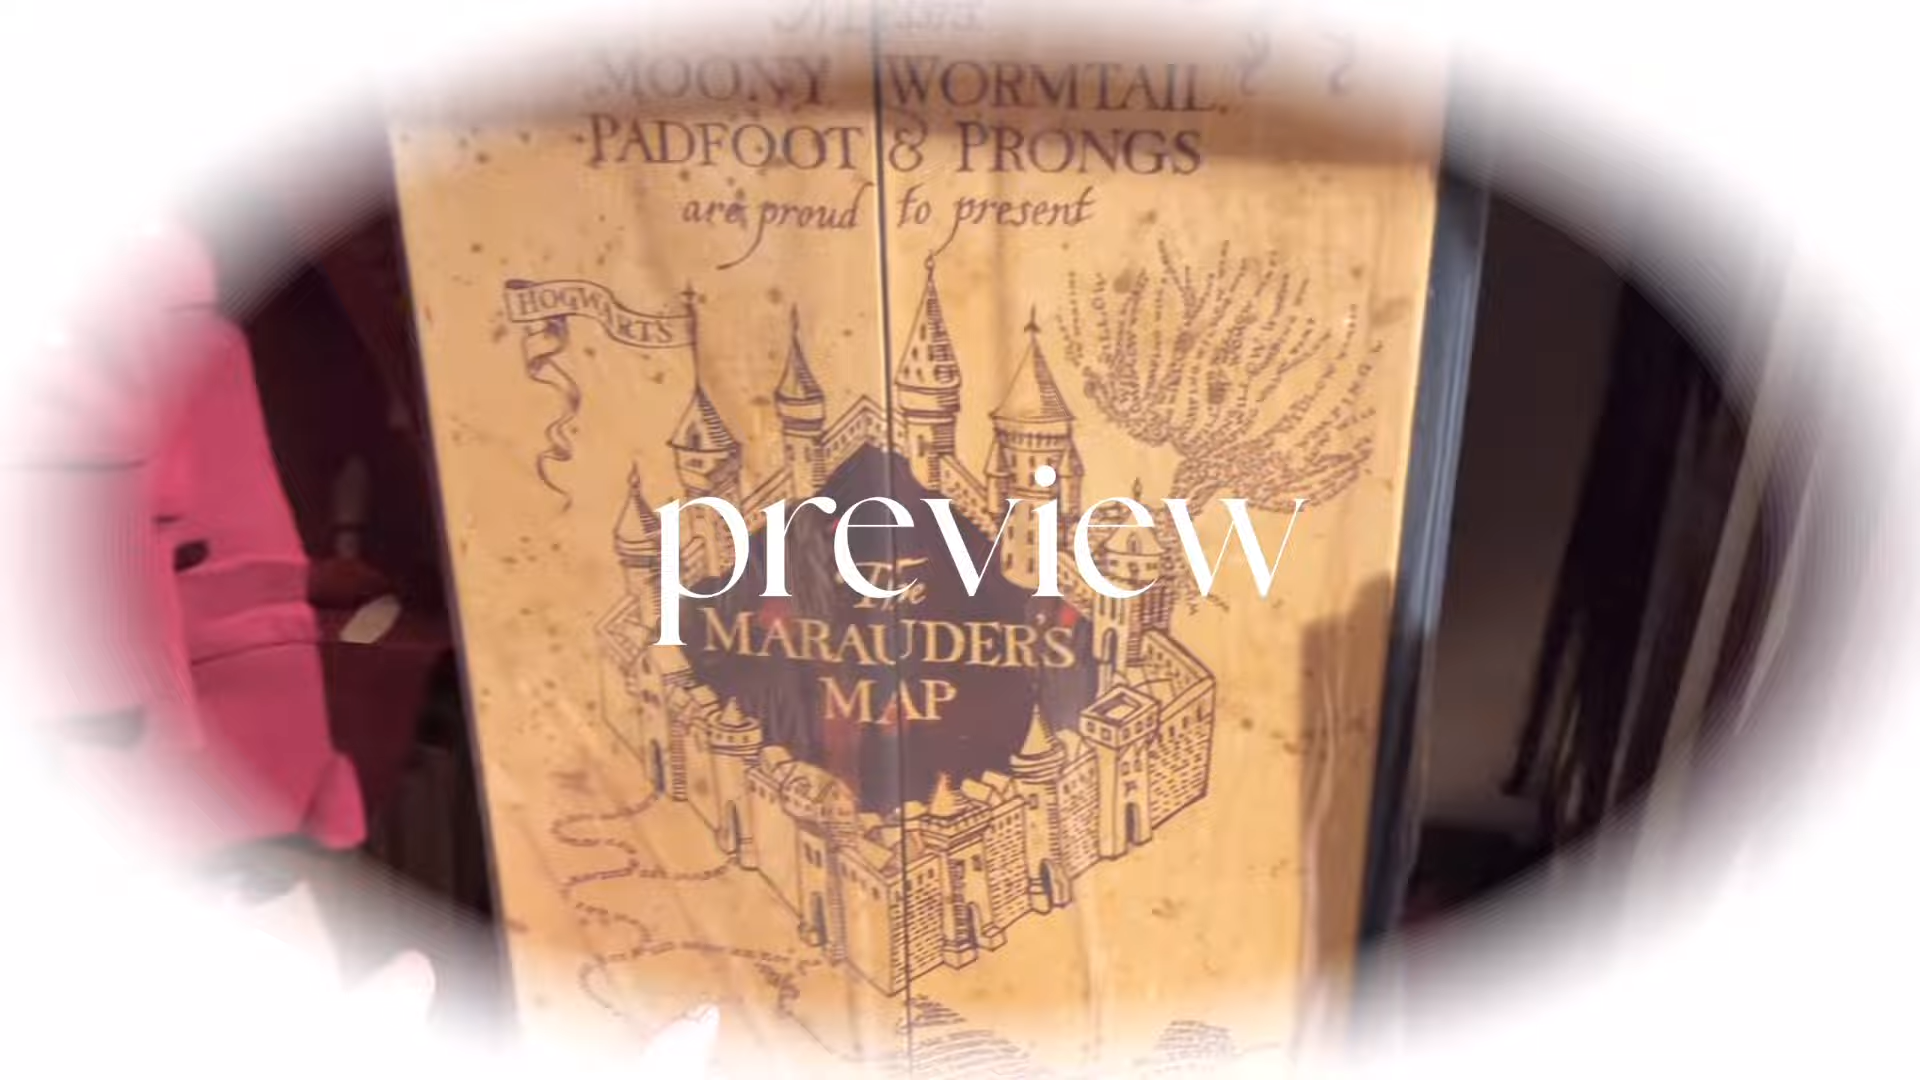 MOONY WORMTAIL,
PADFOOT & PRONGS
are proud to present
HOGWARTS
preview
The
MARAUDER'S
MAP